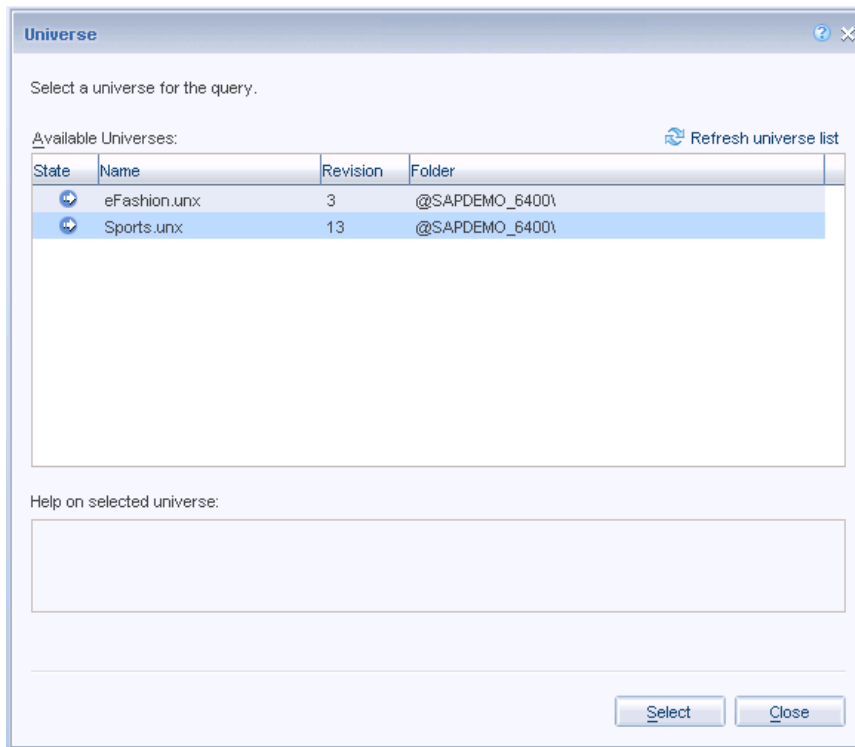 Universe
Select a universe for the query.
Available Universes:
Refresh universe list
State Name Revision Folder
eFashion.unx 3 @SAPDEMO_6400\
Sports.unx 13 @SAPDEMO_6400\
Help on selected universe:
Select Close